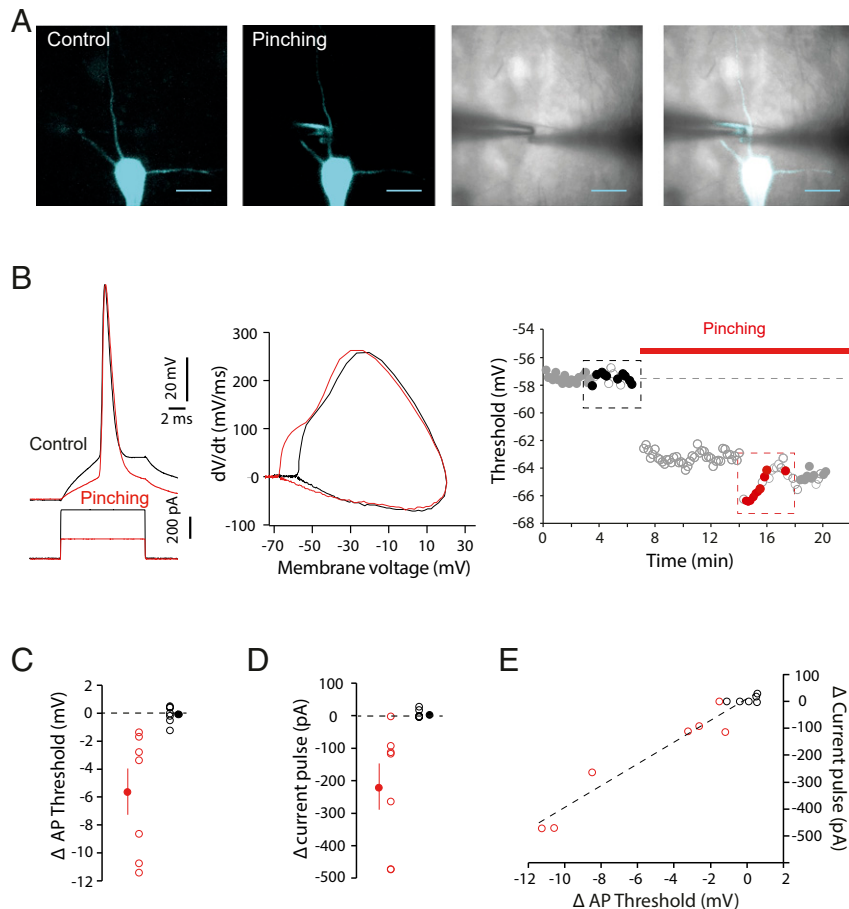 A
Control
Pinching
B
Control
Pinching
20 mV
2 ms
200 pA
dV/dt (mV/ms)
300
200
100
0
-100
-70
-50
-30
-10
10
30
Membrane voltage (mV)
Pinching
Threshold (mV)
-54
-56
-58
-60
-62
-64
-66
-68
0
4
8
12
16
20
Time (min)
C
Δ AP Threshold (mV)
2
0
-2
-4
-6
-8
-10
-12
D
Δ current pulse (pA)
100
0
-100
-200
-300
-400
-500
E
100
0
-100
-200
-300
-400
-500
Δ Current pulse (pA)
-12
-10
-8
-6
-4
-2
0
2
Δ AP Threshold (mV)